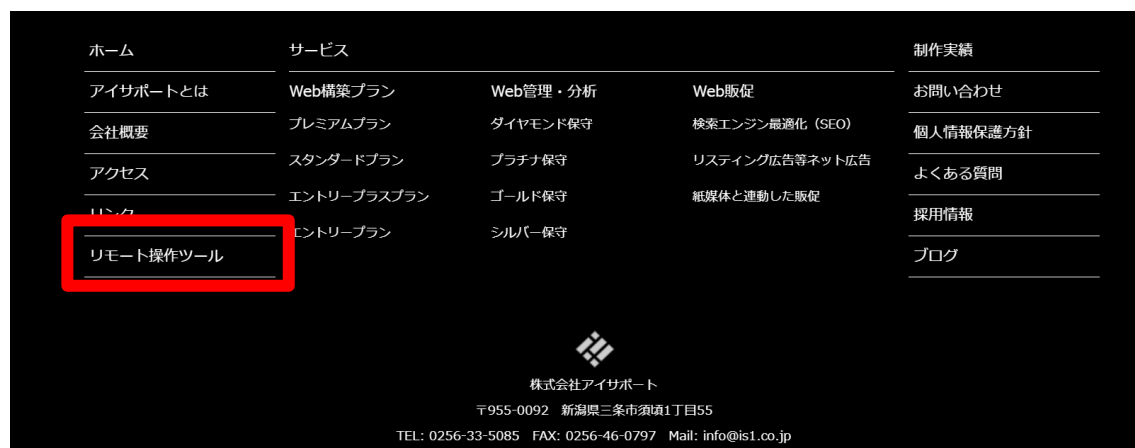 ホーム
アイサポートとは
会社概要
アクセス
リンク
リモート操作ツール
サービス
Web構築プラン
プレミアムプラン
スタンダードプラン
エントリープラスプラン
エントリープラン
Web管理・分析
ダイヤモンド保守
プラチナ保守
ゴールド保守
シルバー保守
Web販促
検索エンジン最適化（SEO）
リスティング広告等ネット広告
紙媒体と連動した販促
制作実績
お問い合わせ
個人情報保護方針
よくある質問
採用情報
ブログ
株式会社アイサポート
〒955-0092　新潟県三条市須頃1丁目55
TEL: 0256-33-5085 FAX: 0256-46-0797 Mail: info@is1.co.jp